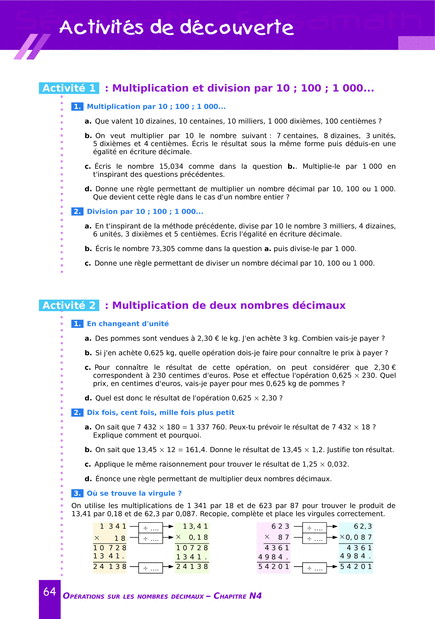 Activités de découverte
Activité 1 : Multiplication et division par 10 ; 100 ; 1 000...
1. Multiplication par 10 ; 100 ; 1 000...
a. Que valent 10 dizaines, 10 centaines, 10 milliers, 1 000 dixièmes, 100 centièmes ?
b. On veut multiplier par 10 le nombre suivant : 7 centaines, 8 dizaines, 3 unités,
5 dixièmes et 4 centièmes. Écris le résultat sous la même forme puis déduis-en une
égalité en écriture décimale.
c. Écris le nombre 15,034 comme dans la question b.. Multiplie-le par 1 000 en
t'inspirant des questions précédentes.
d. Donne une règle permettant de multiplier un nombre décimal par 10, 100 ou 1 000.
Que devient cette règle dans le cas d'un nombre entier ?
2. Division par 10 ; 100 ; 1 000...
a. En t'inspirant de la méthode précédente, divise par 10 le nombre 3 milliers, 4 dizaines,
6 unités, 3 dixièmes et 5 centièmes. Écris l'égalité en écriture décimale.
b. Écris le nombre 73,305 comme dans la question a. puis divise-le par 1 000.
c. Donne une règle permettant de diviser un nombre décimal par 10, 100 ou 1 000.
Activité 2 : Multiplication de deux nombres décimaux
1. En changeant d'unité
a. Des pommes sont vendues à 2,30 € le kg. J'en achète 3 kg. Combien vais-je payer ?
b. Si j'en achète 0,625 kg, quelle opération dois-je faire pour connaître le prix à payer ?
c. Pour connaître le résultat de cette opération, on peut considérer que 2,30 €
correspondent à 230 centimes d'euros. Pose et effectue l'opération 0,625 × 230. Quel
prix, en centimes d'euros, vais-je payer pour mes 0,625 kg de pommes ?
d. Quel est donc le résultat de l'opération 0,625 × 2,30 ?
2. Dix fois, cent fois, mille fois plus petit
a. On sait que 7 432 × 180 = 1 337 760. Peux-tu prévoir le résultat de 7 432 × 18 ?
Explique comment et pourquoi.
b. On sait que 13,45 × 12 = 161,4. Donne le résultat de 13,45 × 1,2. Justifie ton résultat.
c. Applique le même raisonnement pour trouver le résultat de 1,25 × 0,032.
d. Énonce une règle permettant de multiplier deux nombres décimaux.
3. Où se trouve la virgule ?
On utilise les multiplications de 1 341 par 18 et de 623 par 87 pour trouver le produit de
13,41 par 0,18 et de 62,3 par 0,087. Recopie, complète et place les virgules correctement.
1 3 4 1 ÷ .... 1 3, 4 1 6 2 3 ÷ .... 6 2, 3
× 1 8 ÷ .... × 0, 1 8 × 8 7 ÷ .... × 0, 0 8 7
1 0 7 2 8 1 0 7 2 8 4 3 6 1 4 3 6 1
1 3 4 1 . 1 3 4 1 . 4 9 8 4 . 4 9 8 4 .
2 4 1 3 8 ÷ .... 2 4 1 3 8 5 4 2 0 1 ÷ .... 5 4 2 0 1
64 OPÉRATIONS SUR LES NOMBRES DÉCIMAUX – CHAPITRE N4